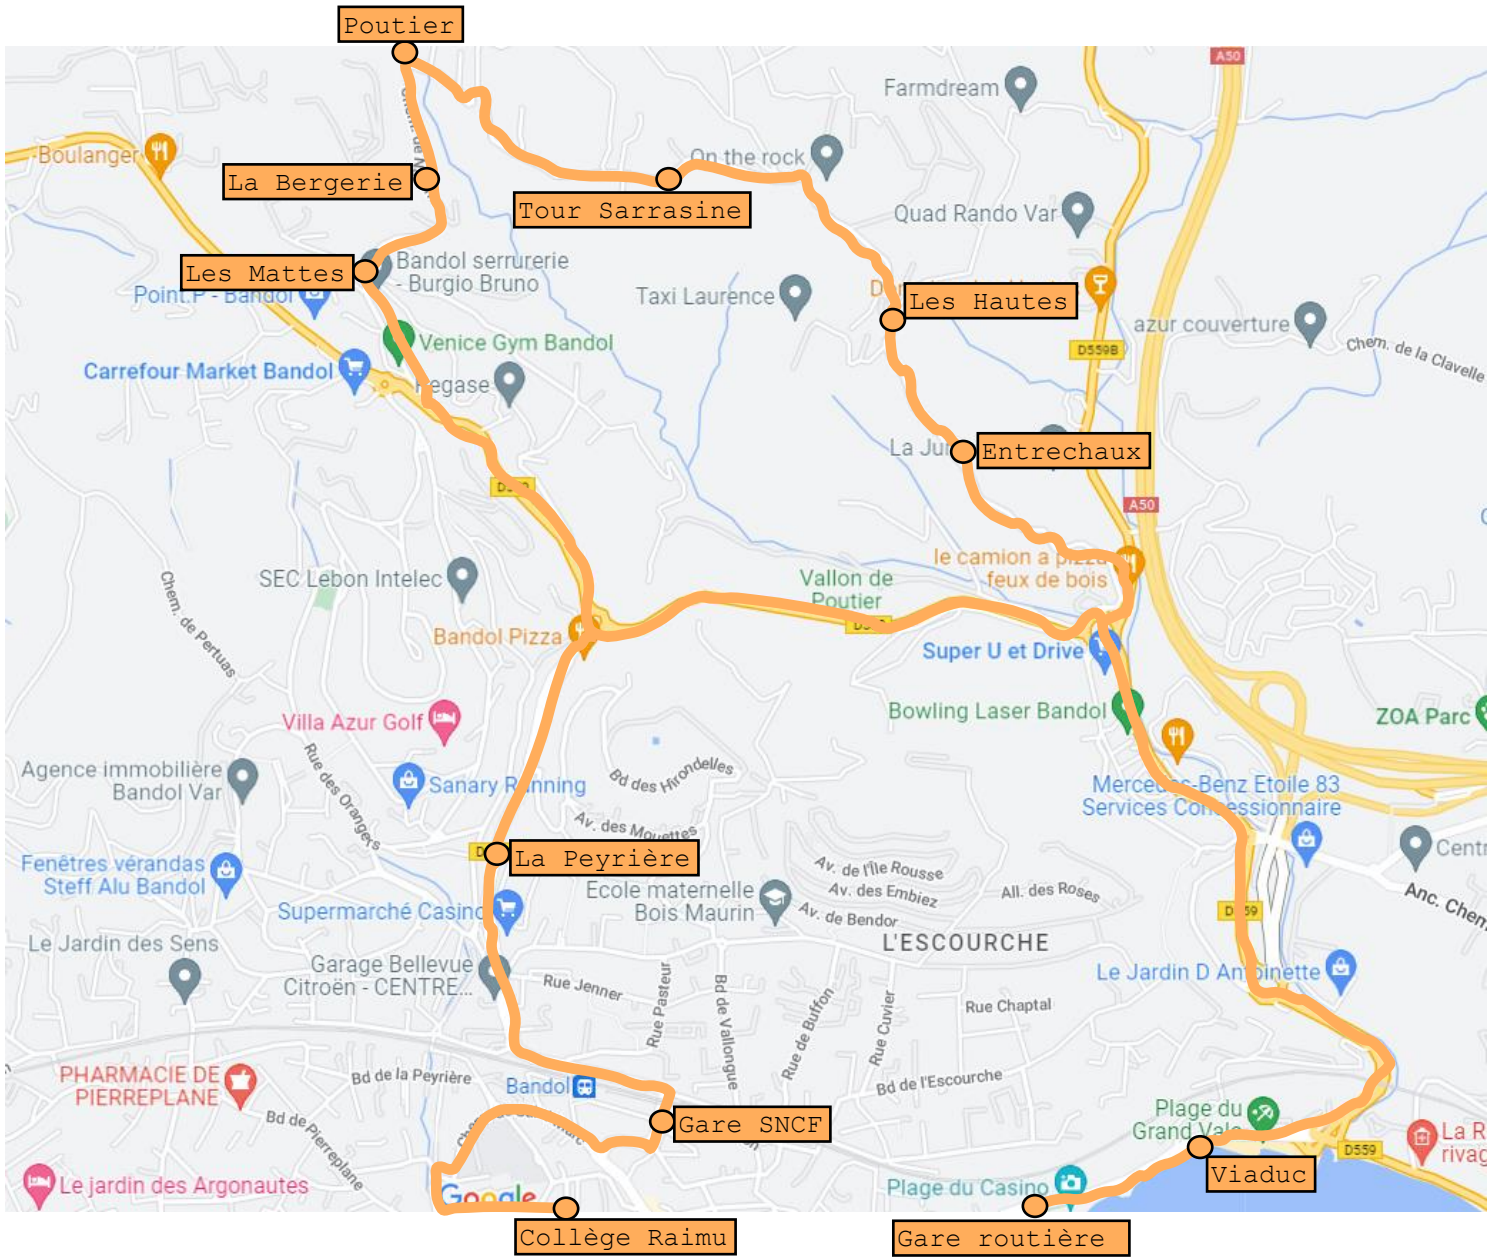 Poutier
A50
Farmdream
Boulanger
On the rock
La Bergerie
Tour Sarrasine
Quad Rando Var
Les Mattes
Bandol serrurerie
- Burgio Bruno
Point.P - Bandol
Taxi Laurence
Les Hautes
azur couverture
Venice Gym Bandol
D559B
Chem. de la Clavelle
Carrefour Market Bandol
Entrechaux
A50
SEC Lebon Intelec
le camion a pizza
feux de bois
Vallon de
Poutier
Chem. de Pertuas
Bandol Pizza
Super U et Drive
Villa Azur Golf
Bowling Laser Bandol
ZOA Parc
Rue des Orangers
Bd des Hirondelles
Agence immobilière
Bandol Var
Sanary Running
Mercedes-Benz Etoile 83
Services Concessionnaire
Av. des Mouettes
La Peyrière
Centr
Fenêtres vérandas
Steff Alu Bandol
Av. de l'Île Rousse
Av. des Embiez
All. des Roses
Ecole maternelle
Bois Maurin
Av. de Bendor
Anc. Chem
Supermarché Casino
Le Jardin des Sens
L'ESCOURCHE
Garage Bellevue
Citroën - CENTRE...
Rue Jenner
Rue Pasteur
Bd de Vallongue
Rue de Buffon
Rue Cuvier
Rue Chaptal
Le Jardin D Antoinette
PHARMACIE DE
PIERREPLANE
Bd de la Peyrière
Bandol
Bd de l'Escourche
Bd de Pierreplane
Gare SNCF
Plage du
Grand Vale
D559
La R
rivag
Le jardin des Argonautes
Google
Plage du Casino
Viaduc
Collège Raimu
Gare routière